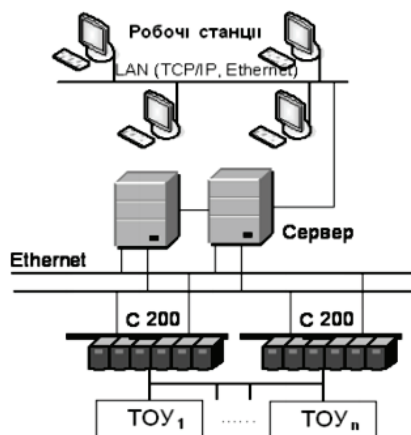 Робочі станції
LAN (TCP/IP, Ethernet)
Сервер
Ethernet
C 200
C 200
ТОУ1
......
ТОУn